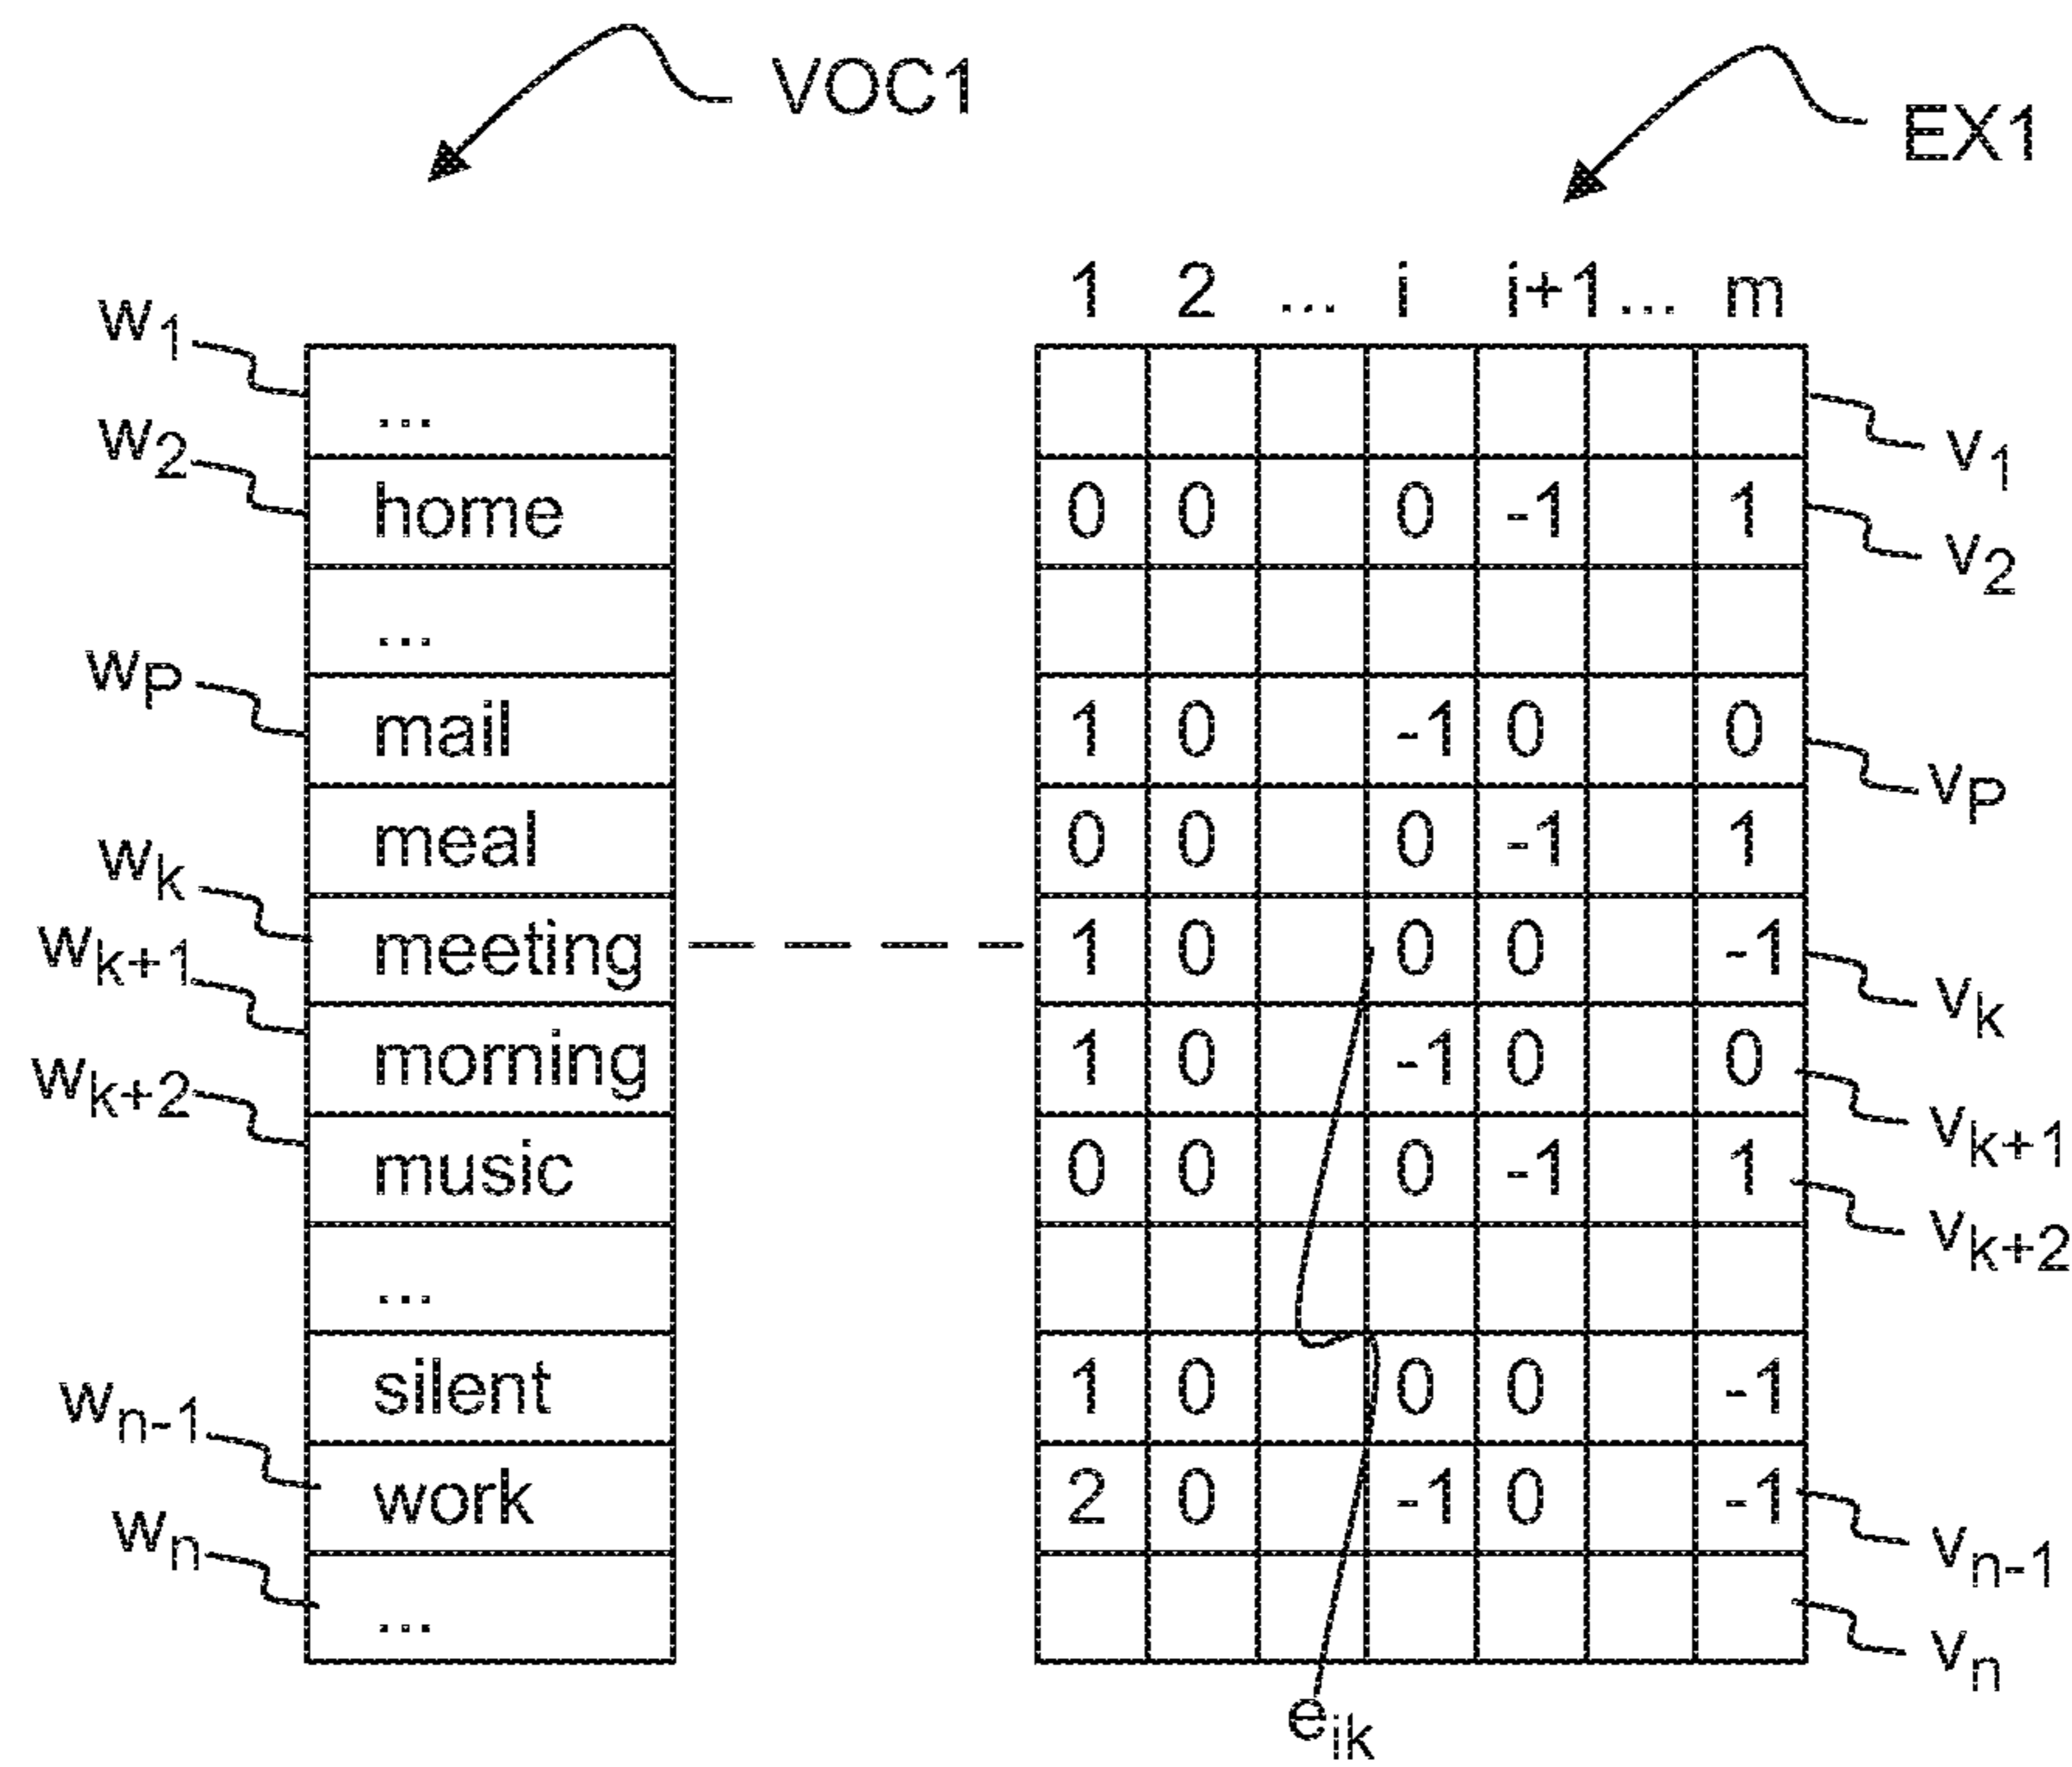 VOC1
EX1
1 2 ... i i+1 ... m
w1 ... v1
w2 home 0 0 0 -1 1 v2
...
wP mail 1 0 -1 0 0 vP
meal 0 0 0 -1 1
wk meeting 1 0 0 0 -1 vk
wk+1 morning 1 0 -1 0 0 vk+1
wk+2 music 0 0 0 -1 1 vk+2
...
silent 1 0 0 0 -1
wn-1 work 2 0 -1 0 -1 vn-1
wn ... vn
eik